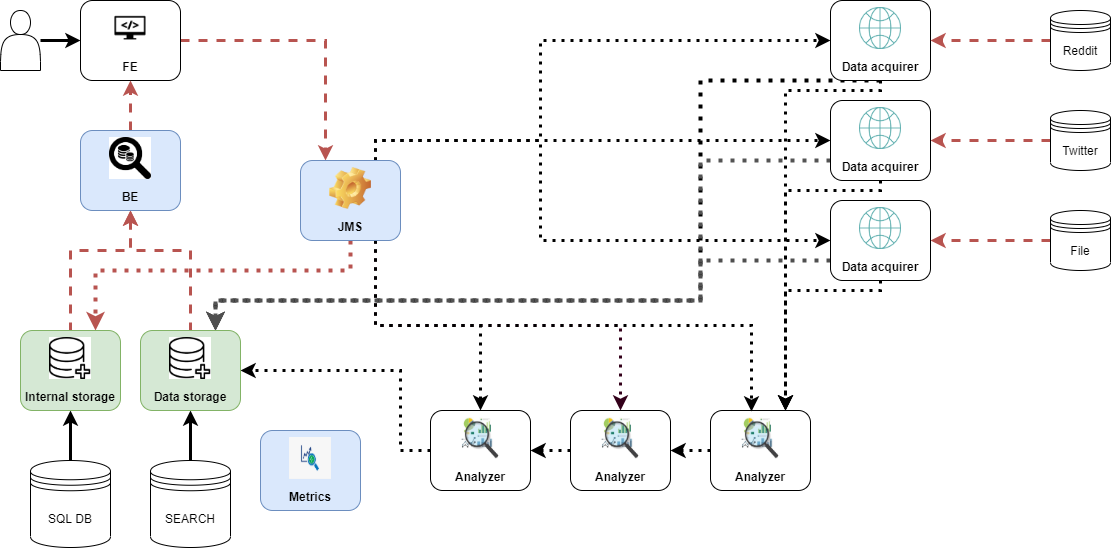 FE
Data acquirer
Reddit
Data acquirer
Twitter
BE
JMS
Data acquirer
File
Internal storage
Data storage
Analyzer
Analyzer
Analyzer
Metrics
SQL DB
SEARCH